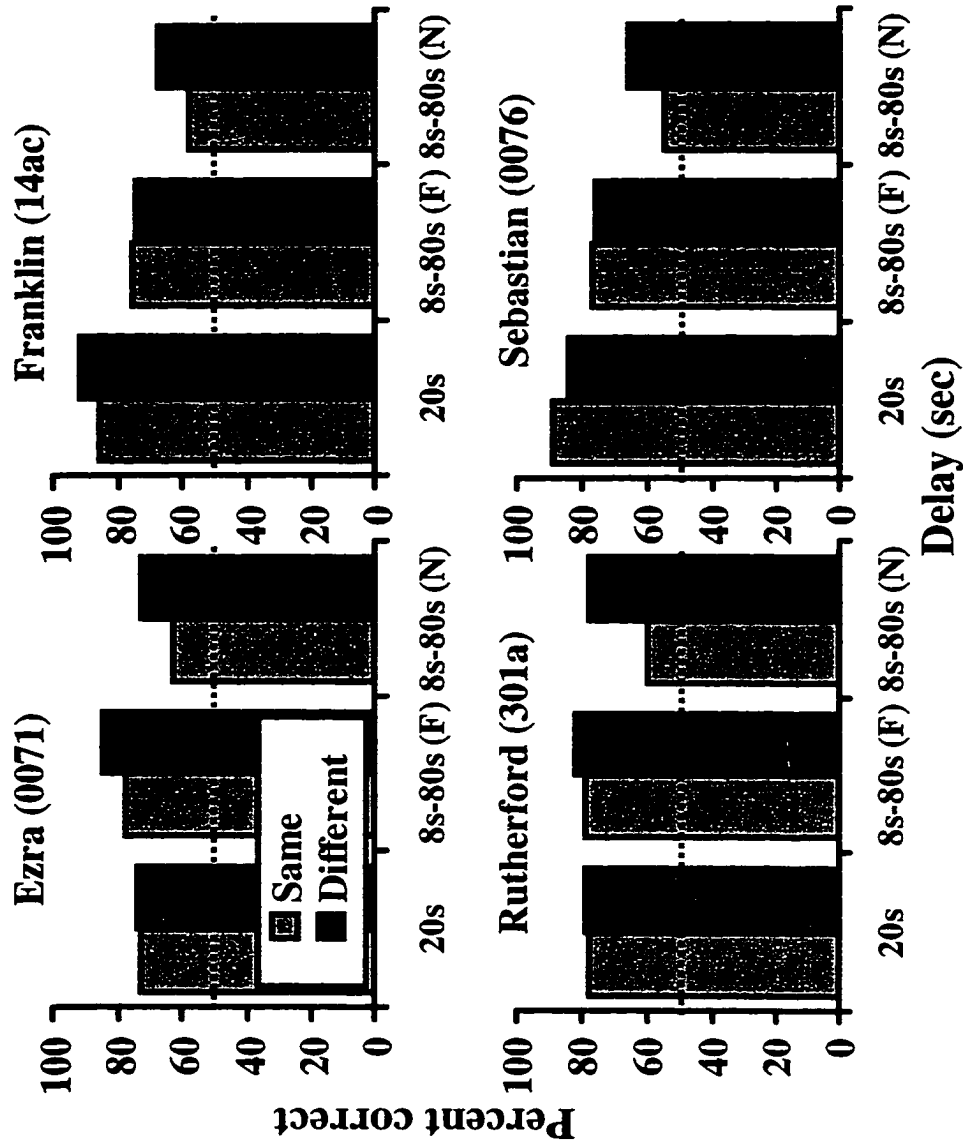 Percent correct
Ezra (0071)
100
80
60
40
20
0
Same
Different
20s 8s-80s (F) 8s-80s (N)
Franklin (14ac)
100
80
60
40
20
0
20s 8s-80s (F) 8s-80s (N)
Rutherford (301a)
100
80
60
40
20
0
20s 8s-80s (F) 8s-80s (N)
Sebastian (0076)
100
80
60
40
20
0
20s 8s-80s (F) 8s-80s (N)
Delay (sec)